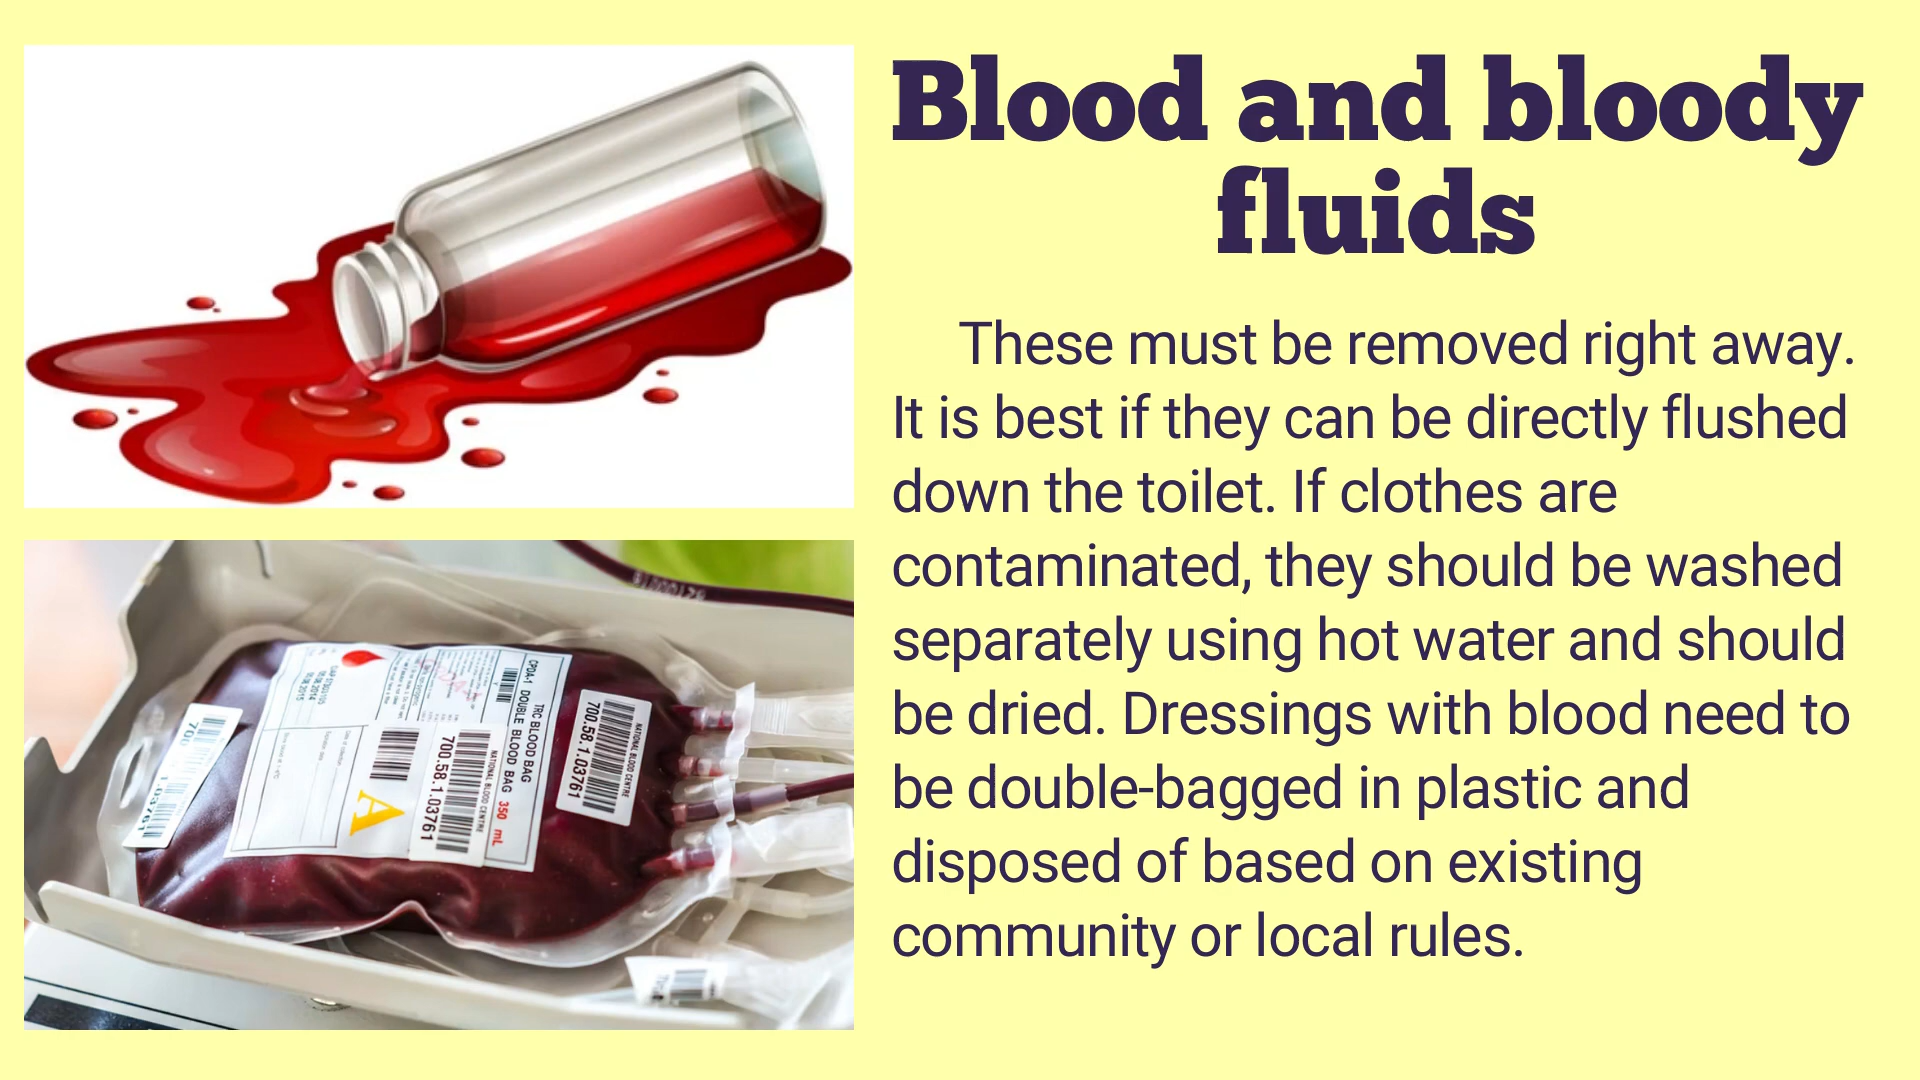 Blood and bloody
fluids
These must be removed right away.
It is best if they can be directly flushed
down the toilet. If clothes are
contaminated, they should be washed
separately using hot water and should
be dried. Dressings with blood need to
be double-bagged in plastic and
disposed of based on existing
community or local rules.
CPDA-1
TRC BLOOD BAG
DOUBLE BLOOD BAG
350 mL
A
NATIONAL BLOOD CENTRE
700.58.1.03761
NATIONAL BLOOD CENTRE
700.58.1.03761